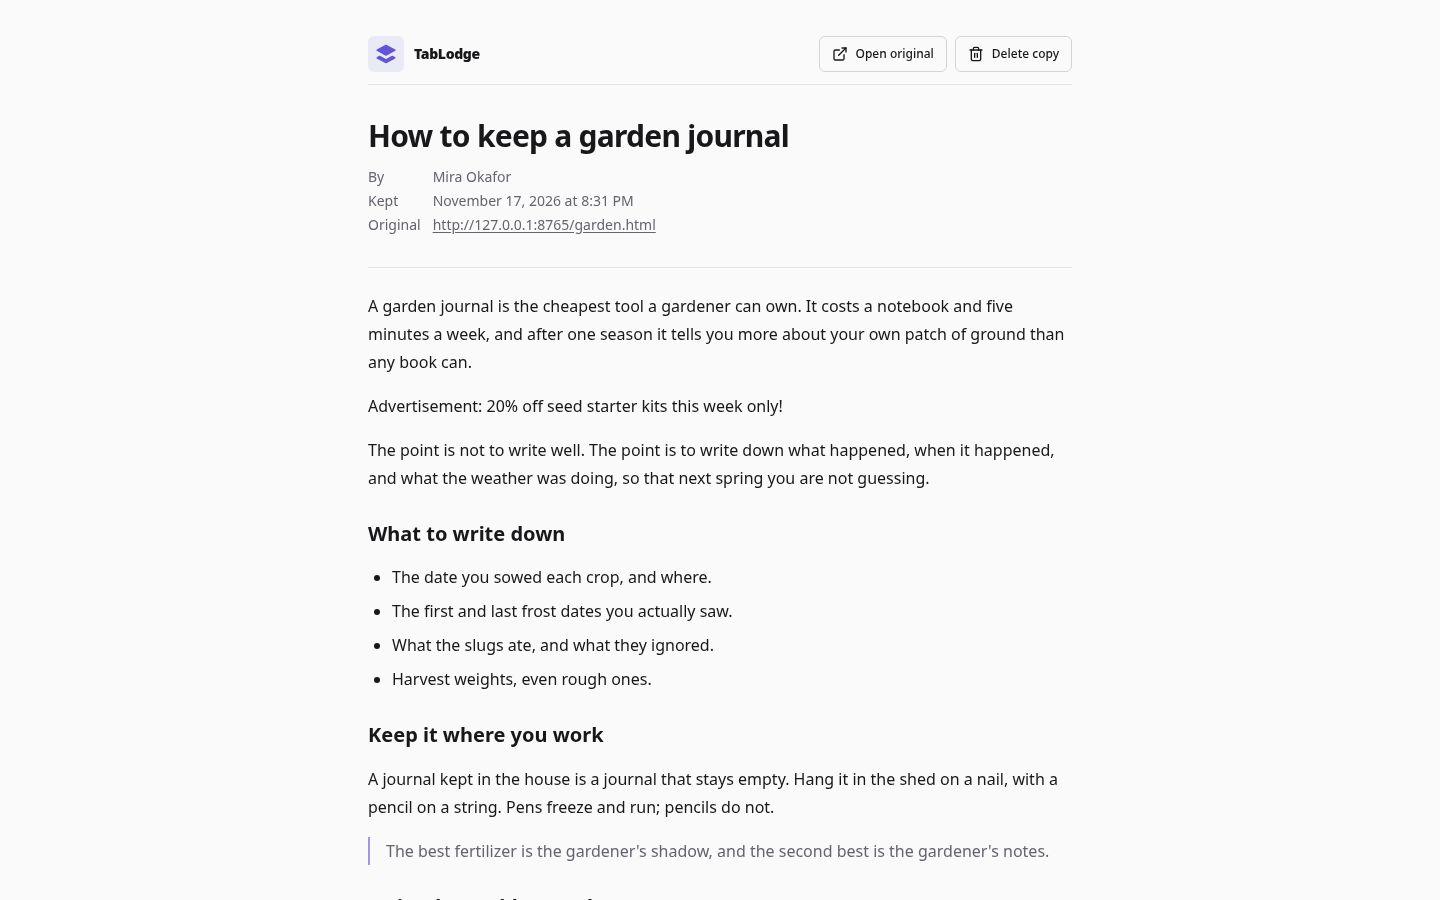 TabLodge
Open original
Delete copy
How to keep a garden journal
By Mira Okafor
Kept November 17, 2026 at 8:31 PM
Original http://127.0.0.1:8765/garden.html
A garden journal is the cheapest tool a gardener can own. It costs a notebook and five
minutes a week, and after one season it tells you more about your own patch of ground than
any book can.
Advertisement: 20% off seed starter kits this week only!
The point is not to write well. The point is to write down what happened, when it happened,
and what the weather was doing, so that next spring you are not guessing.
What to write down
The date you sowed each crop, and where.
The first and last frost dates you actually saw.
What the slugs ate, and what they ignored.
Harvest weights, even rough ones.
Keep it where you work
A journal kept in the house is a journal that stays empty. Hang it in the shed on a nail, with a
pencil on a string. Pens freeze and run; pencils do not.
The best fertilizer is the gardener's shadow, and the second best is the gardener's notes.